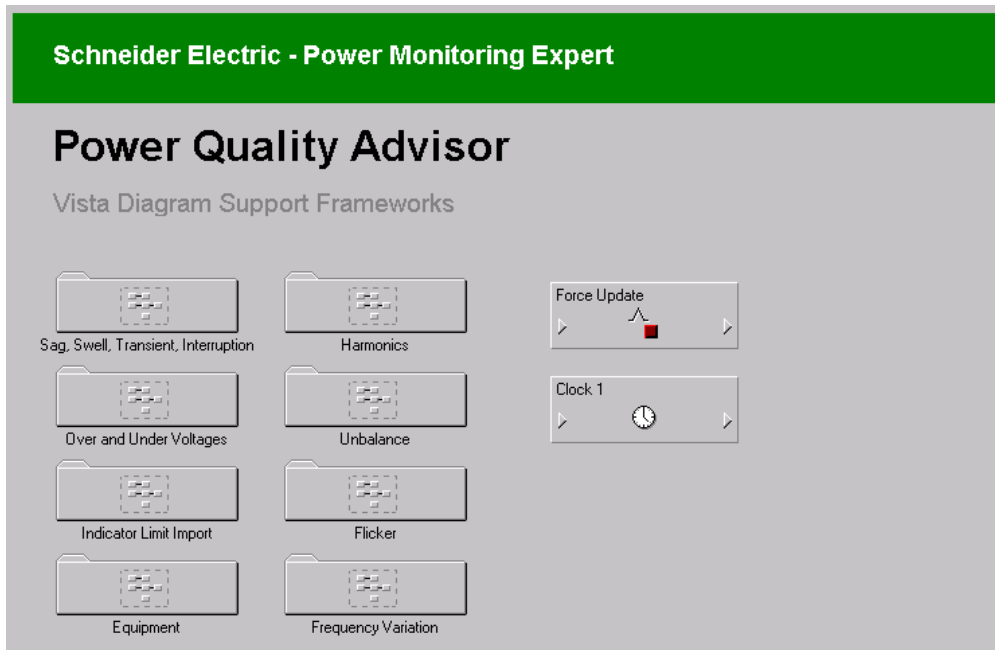 Schneider Electric - Power Monitoring Expert
Power Quality Advisor
Vista Diagram Support Frameworks
Sag, Swell, Transient, Interruption
Harmonics
Force Update
Over and Under Voltages
Unbalance
Clock 1
Indicator Limit Import
Flicker
Equipment
Frequency Variation